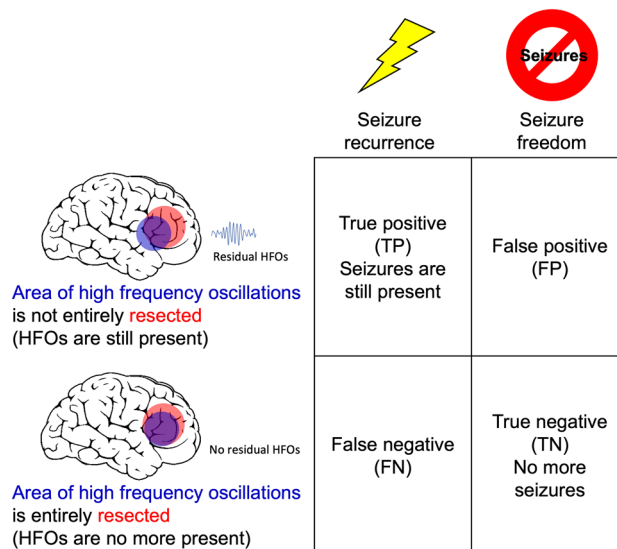 Seizures
Seizure
recurrence
Seizure
freedom
Residual HFOs
Area of high frequency oscillations
is not entirely resected
(HFOs are still present)
True positive
(TP)
Seizures are
still present
False positive
(FP)
No residual HFOs
Area of high frequency oscillations
is entirely resected
(HFOs are no more present)
False negative
(FN)
True negative
(TN)
No more
seizures